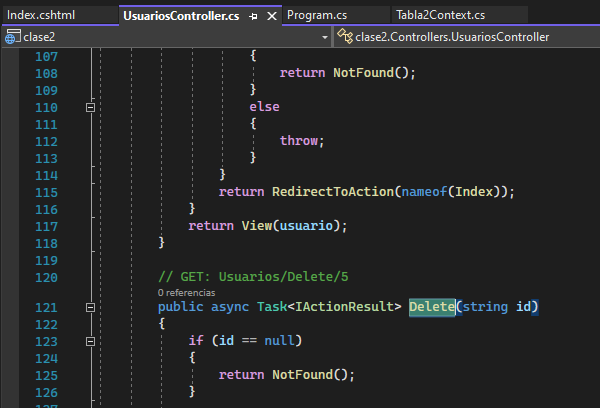 Index.cshtml UsuariosController.cs Program.cs Tabla2Context.cs
clase2 clase2.Controllers.UsuariosController
107 {
108 return NotFound();
109 }
110 else
111 {
112 throw;
113 }
114 }
115 return RedirectToAction(nameof(Index));
116 }
117 return View(usuario);
118 }
119
120 // GET: Usuarios/Delete/5
0 referencias
121 public async Task<IActionResult> Delete(string id)
122 {
123 if (id == null)
124 {
125 return NotFound();
126 }